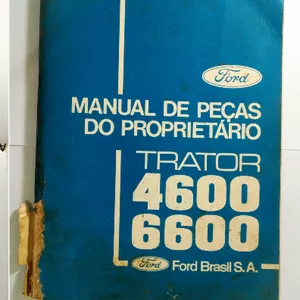 Ford
MANUAL DE PEÇAS
DO PROPRIETÁRIO
TRATOR
4600
6600
Ford Ford Brasil S.A.